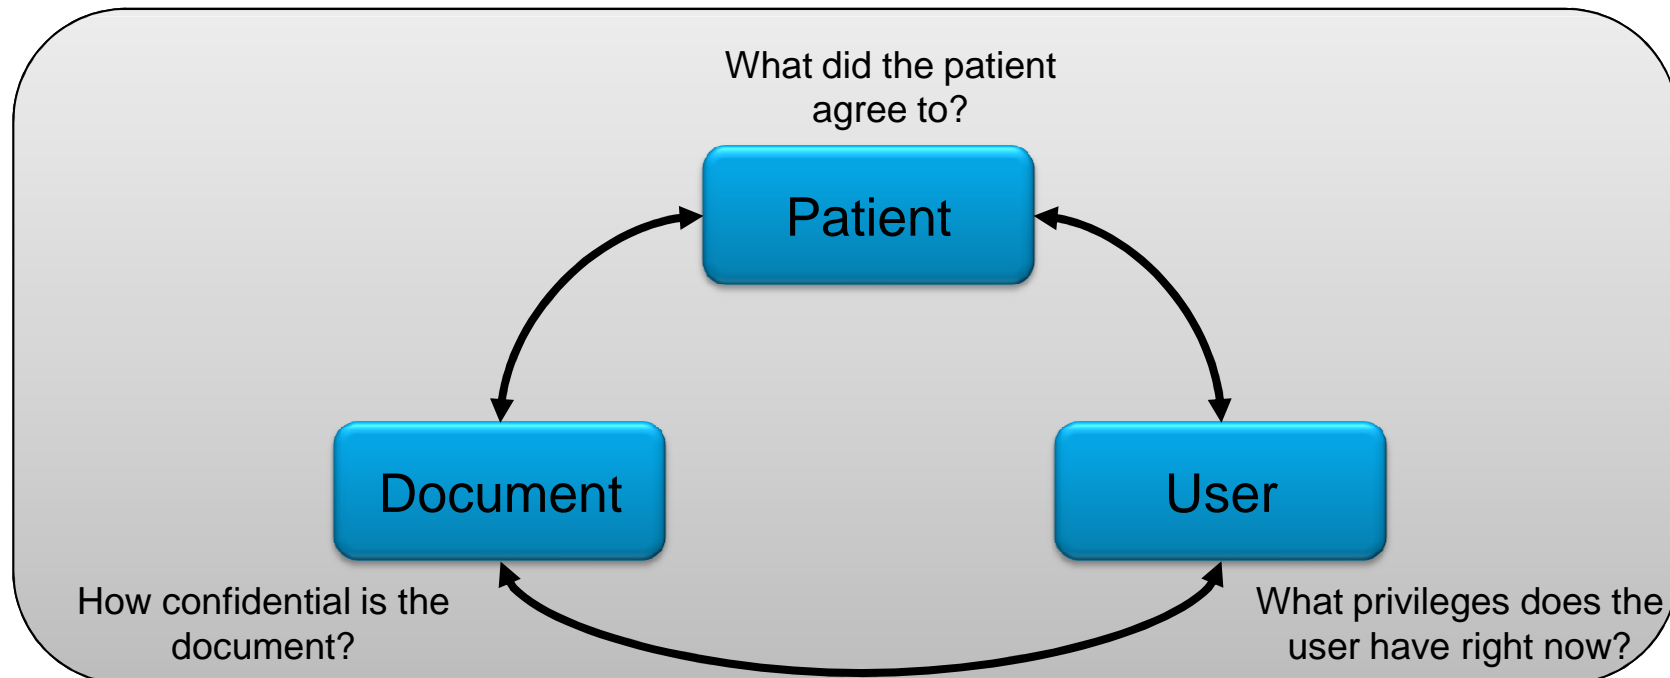 What did the patient
agree to?
Patient
Document
User
How confidential is the
document?
What privileges does the
user have right now?